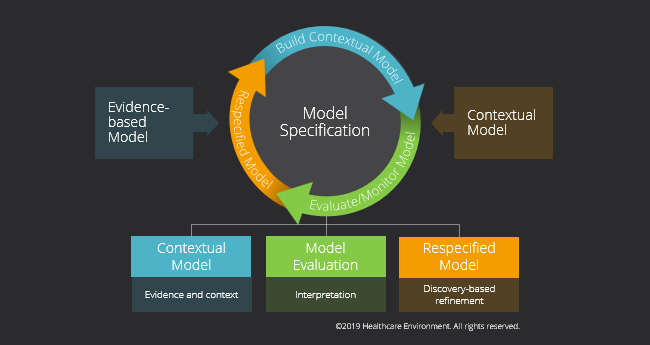 Build Contextual Model
Evidence-
based
Model
Respecified Model
Model
Specification
Contextual
Model
Evaluate/Monitor Model
Contextual
Model
Evidence and context
Model
Evaluation
Interpretation
Respecified
Model
Discovery-based
refinement
©2019 Healthcare Environment. All rights reserved.